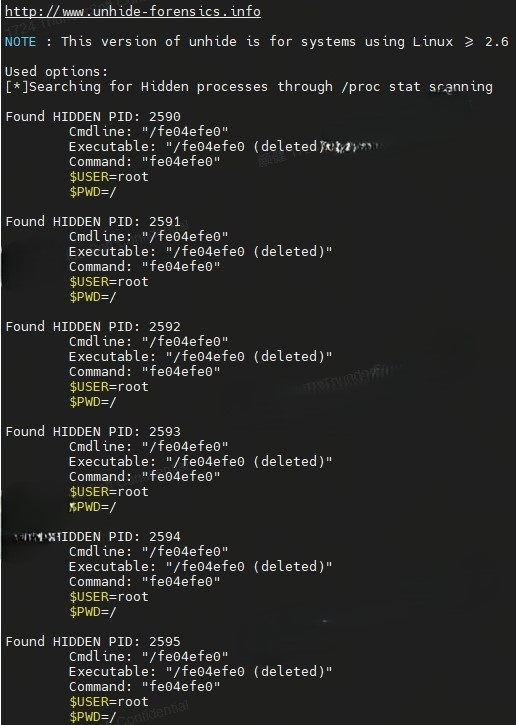 http://www.unhide-forensics.info
NOTE : This version of unhide is for systems using Linux ≥ 2.6
Used options:
[*]Searching for Hidden processes through /proc stat scanning
Found HIDDEN PID: 2590
Cmdline: "/fe04efe0"
Executable: "/fe04efe0 (deleted)
Command: "fe04efe0"
$USER=root
$PWD=/
Found HIDDEN PID: 2591
Cmdline: "/fe04efe0"
Executable: "/fe04efe0 (deleted)"
Command: "fe04efe0"
$USER=root
$PWD=/
Found HIDDEN PID: 2592
Cmdline: "/fe04efe0"
Executable: "/fe04efe0 (deleted)"
Command: "fe04efe0"
$USER=root
$PWD=/
Found HIDDEN PID: 2593
Cmdline: "/fe04efe0"
Executable: "/fe04efe0 (deleted)"
Command: "fe04efe0"
$USER=root
$PWD=/
HIDDEN PID: 2594
Cmdline: "/fe04efe0"
Executable: "/fe04efe0 (deleted)"
Command: "fe04efe0"
$USER=root
$PWD=/
Found HIDDEN PID: 2595
Cmdline: "/fe04efe0"
Executable: "/fe04efe0 (deleted)"
Command: "fe04efe0"
$USER=root
$PWD=/
Confidential